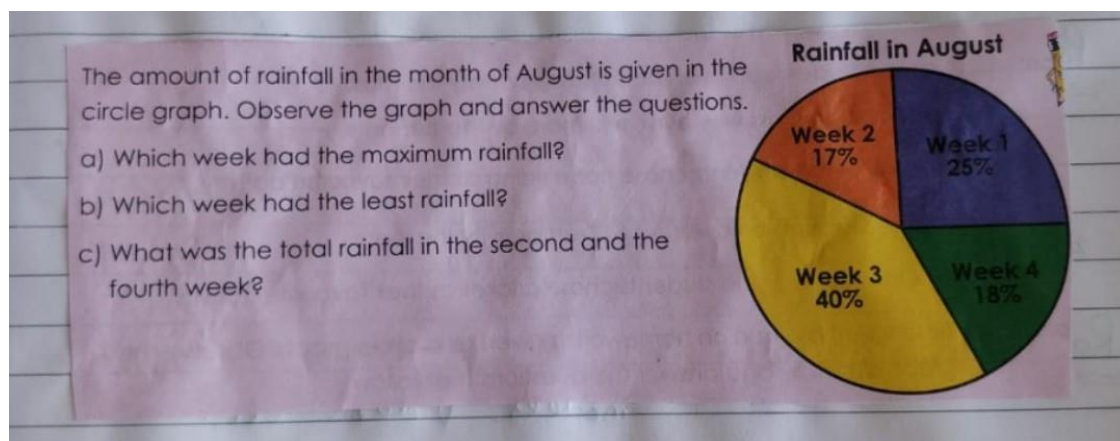 Rainfall in August
The amount of rainfall in the month of August is given in the
circle graph. Observe the graph and answer the questions.
a) Which week had the maximum rainfall?
b) Which week had the least rainfall?
c) What was the total rainfall in the second and the
fourth week?
Week 2
17%
Week 1
25%
Week 3
40%
Week 4
18%